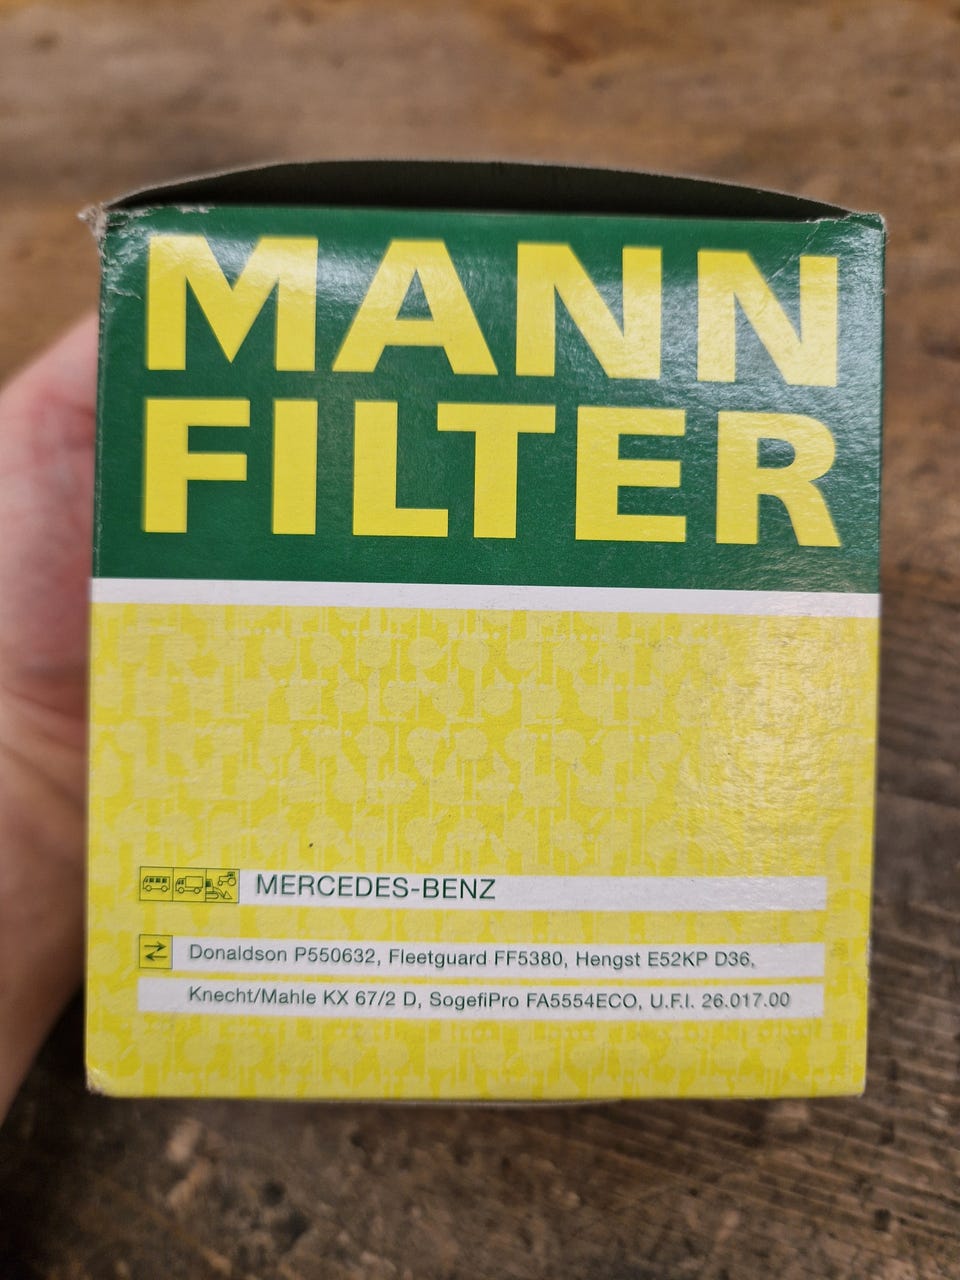 MANN
FILTER
MERCEDES-BENZ
Donaldson P550632, Fleetguard FF5380, Hengst E52KP D36,
Knecht/Mahle KX 67/2 D, SogefiPro FA5554ECO, U.F.I. 26.017.00